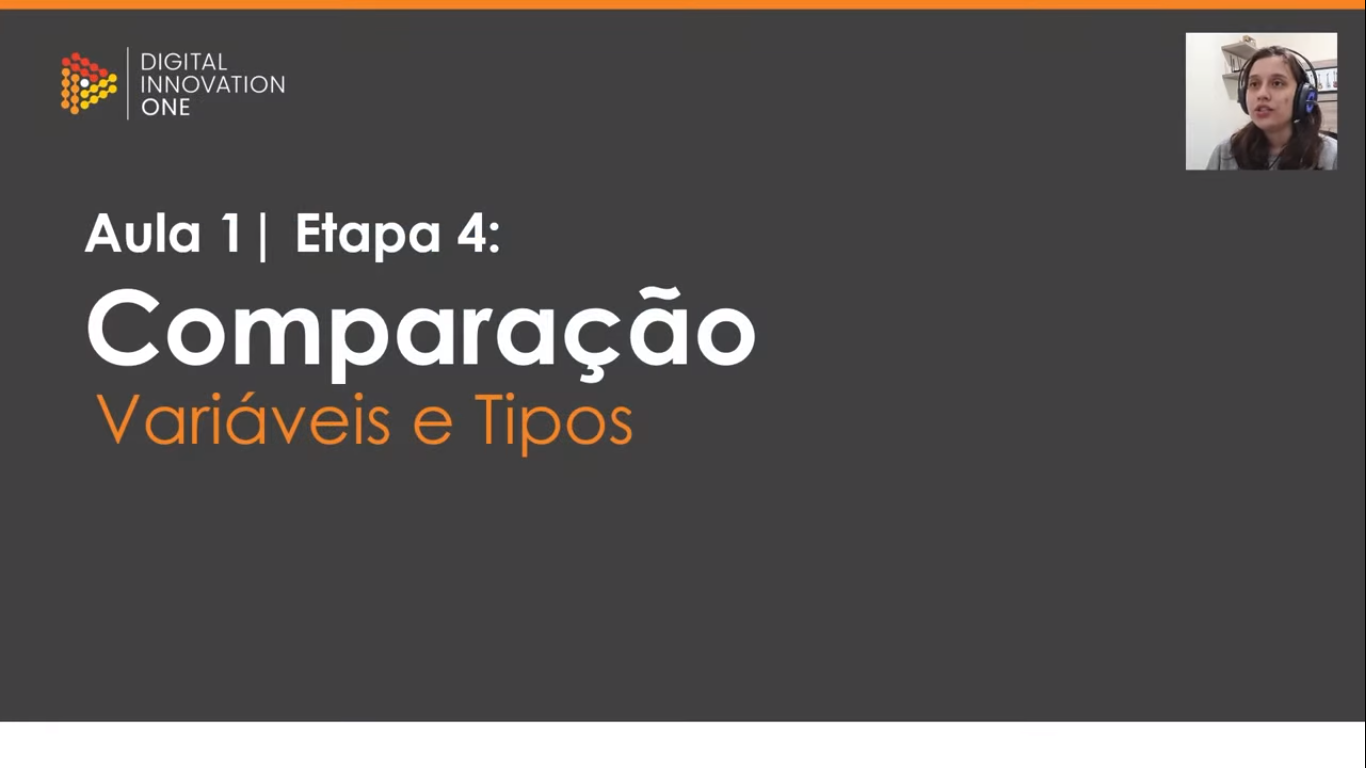 DIGITAL
INNOVATION
ONE
Aula 1| Etapa 4:
Comparação
Variáveis e Tipos